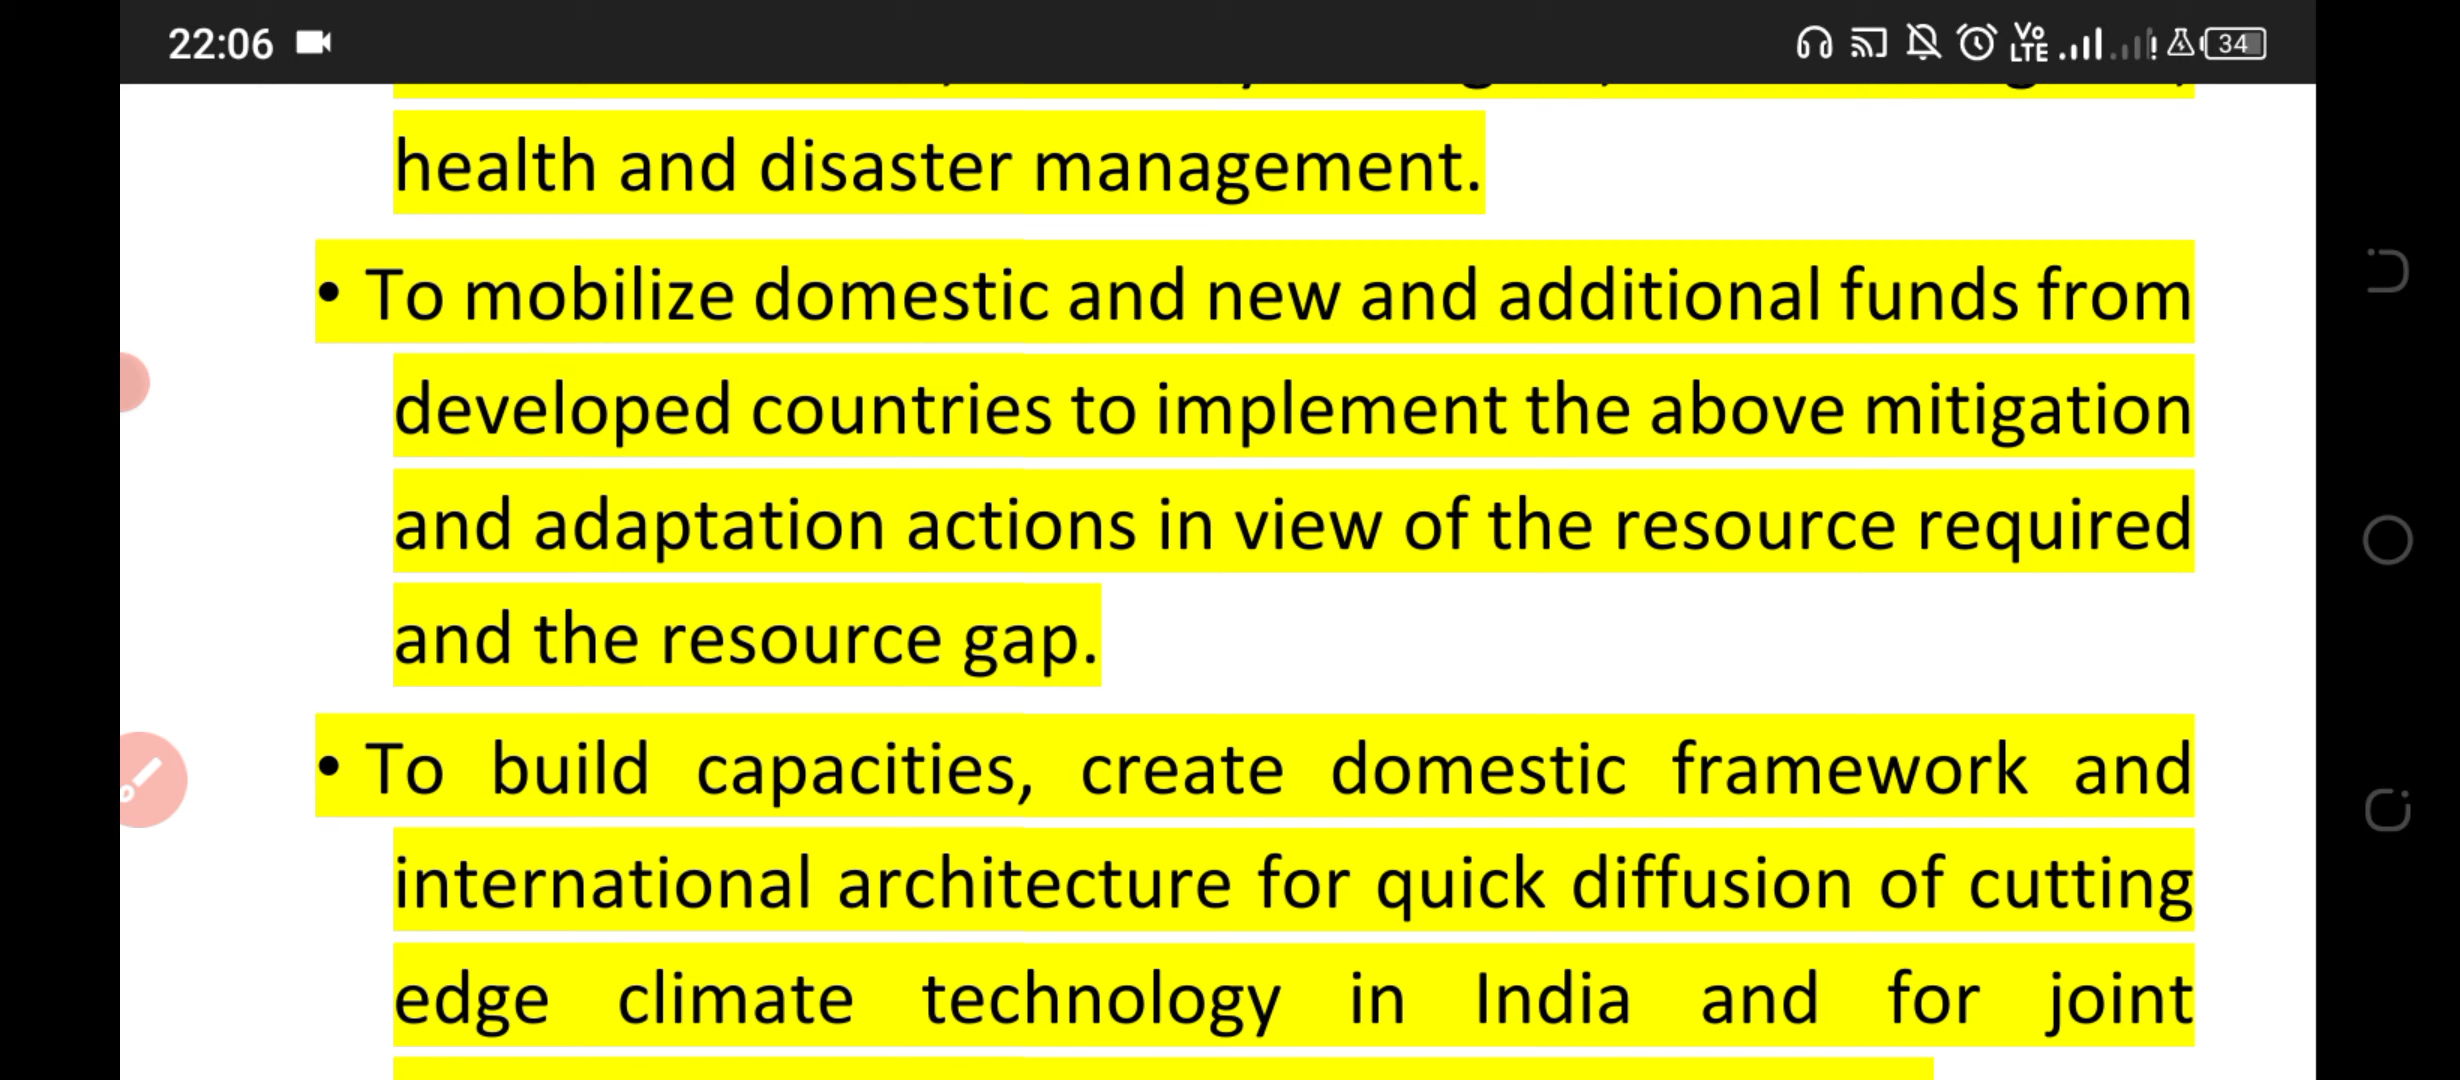 22:06
Vo
LTE
34
health and disaster management.
• To mobilize domestic and new and additional funds from
developed countries to implement the above mitigation
and adaptation actions in view of the resource required
and the resource gap.
• To build capacities, create domestic framework and
international architecture for quick diffusion of cutting
edge climate technology in India and for joint